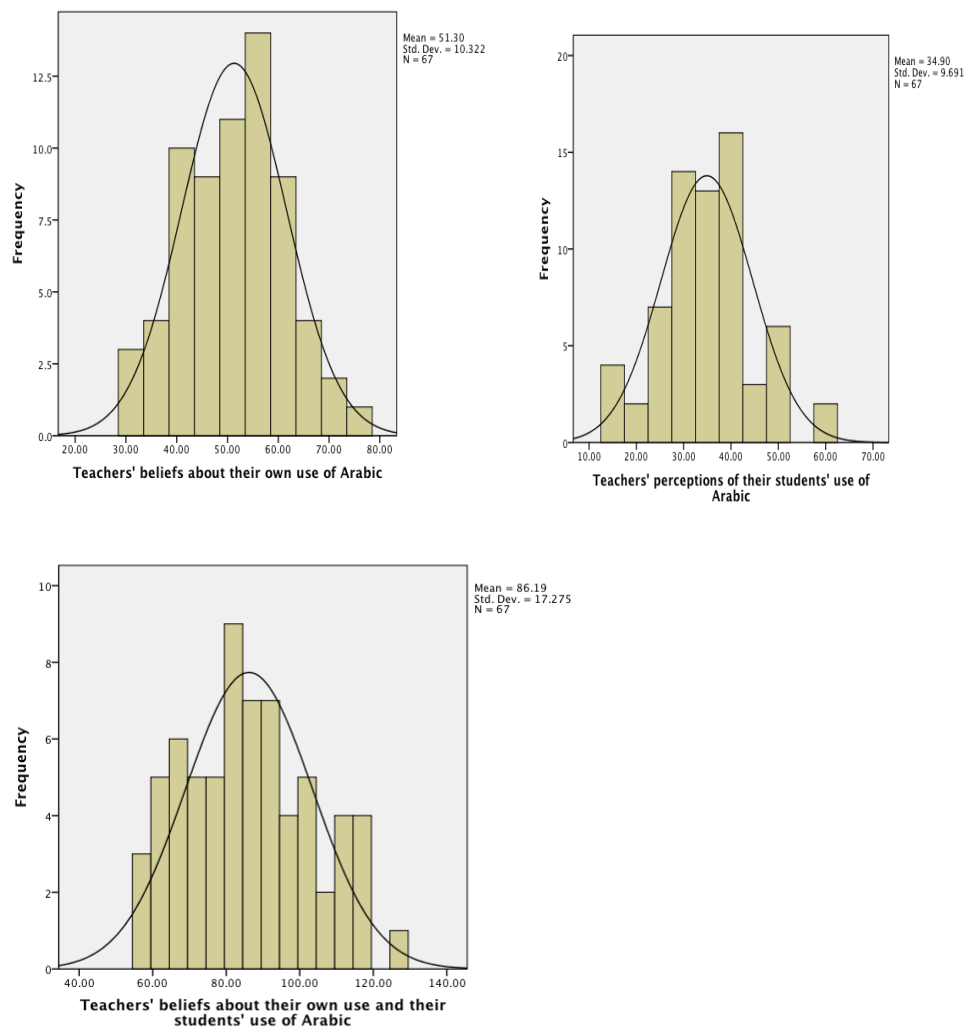 Mean = 51.30
Std. Dev. = 10.322
N = 67
12.5
10.0
7.5
5.0
2.5
0.0
Frequency
20.00 30.00 40.00 50.00 60.00 70.00 80.00
Teachers' beliefs about their own use of Arabic
Mean = 34.90
Std. Dev. = 9.691
N = 67
20
15
10
5
0
Frequency
10.00 20.00 30.00 40.00 50.00 60.00 70.00
Teachers' perceptions of their students' use of
Arabic
Mean = 86.19
Std. Dev. = 17.275
N = 67
10
8
6
4
2
0
Frequency
40.00 60.00 80.00 100.00 120.00 140.00
Teachers' beliefs about their own use and their
students' use of Arabic